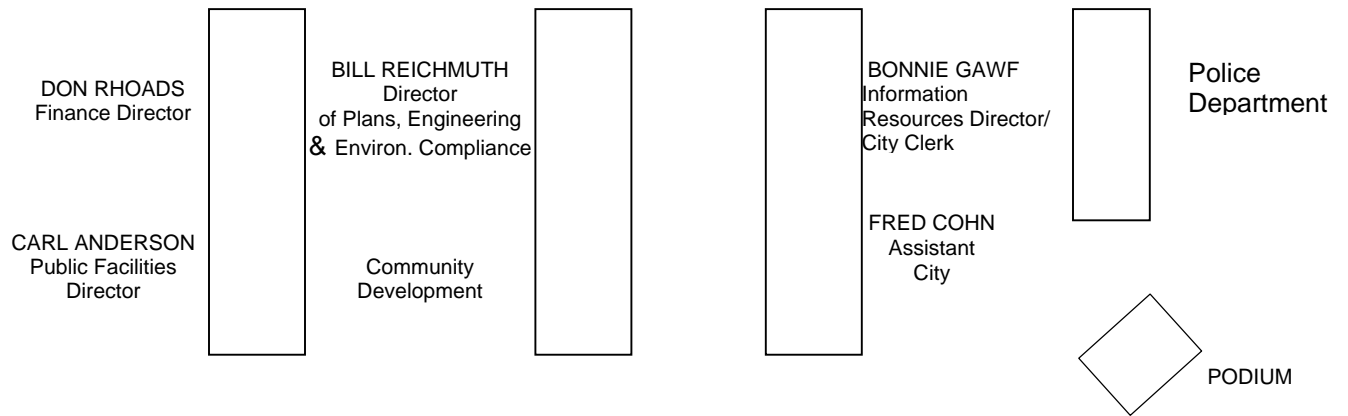 DON RHOADS
Finance Director
BILL REICHMUTH
Director
of Plans, Engineering
& Environ. Compliance
BONNIE GAWF
Information
Resources Director/
City Clerk
Police
Department
CARL ANDERSON
Public Facilities
Director
Community
Development
FRED COHN
Assistant
City
PODIUM